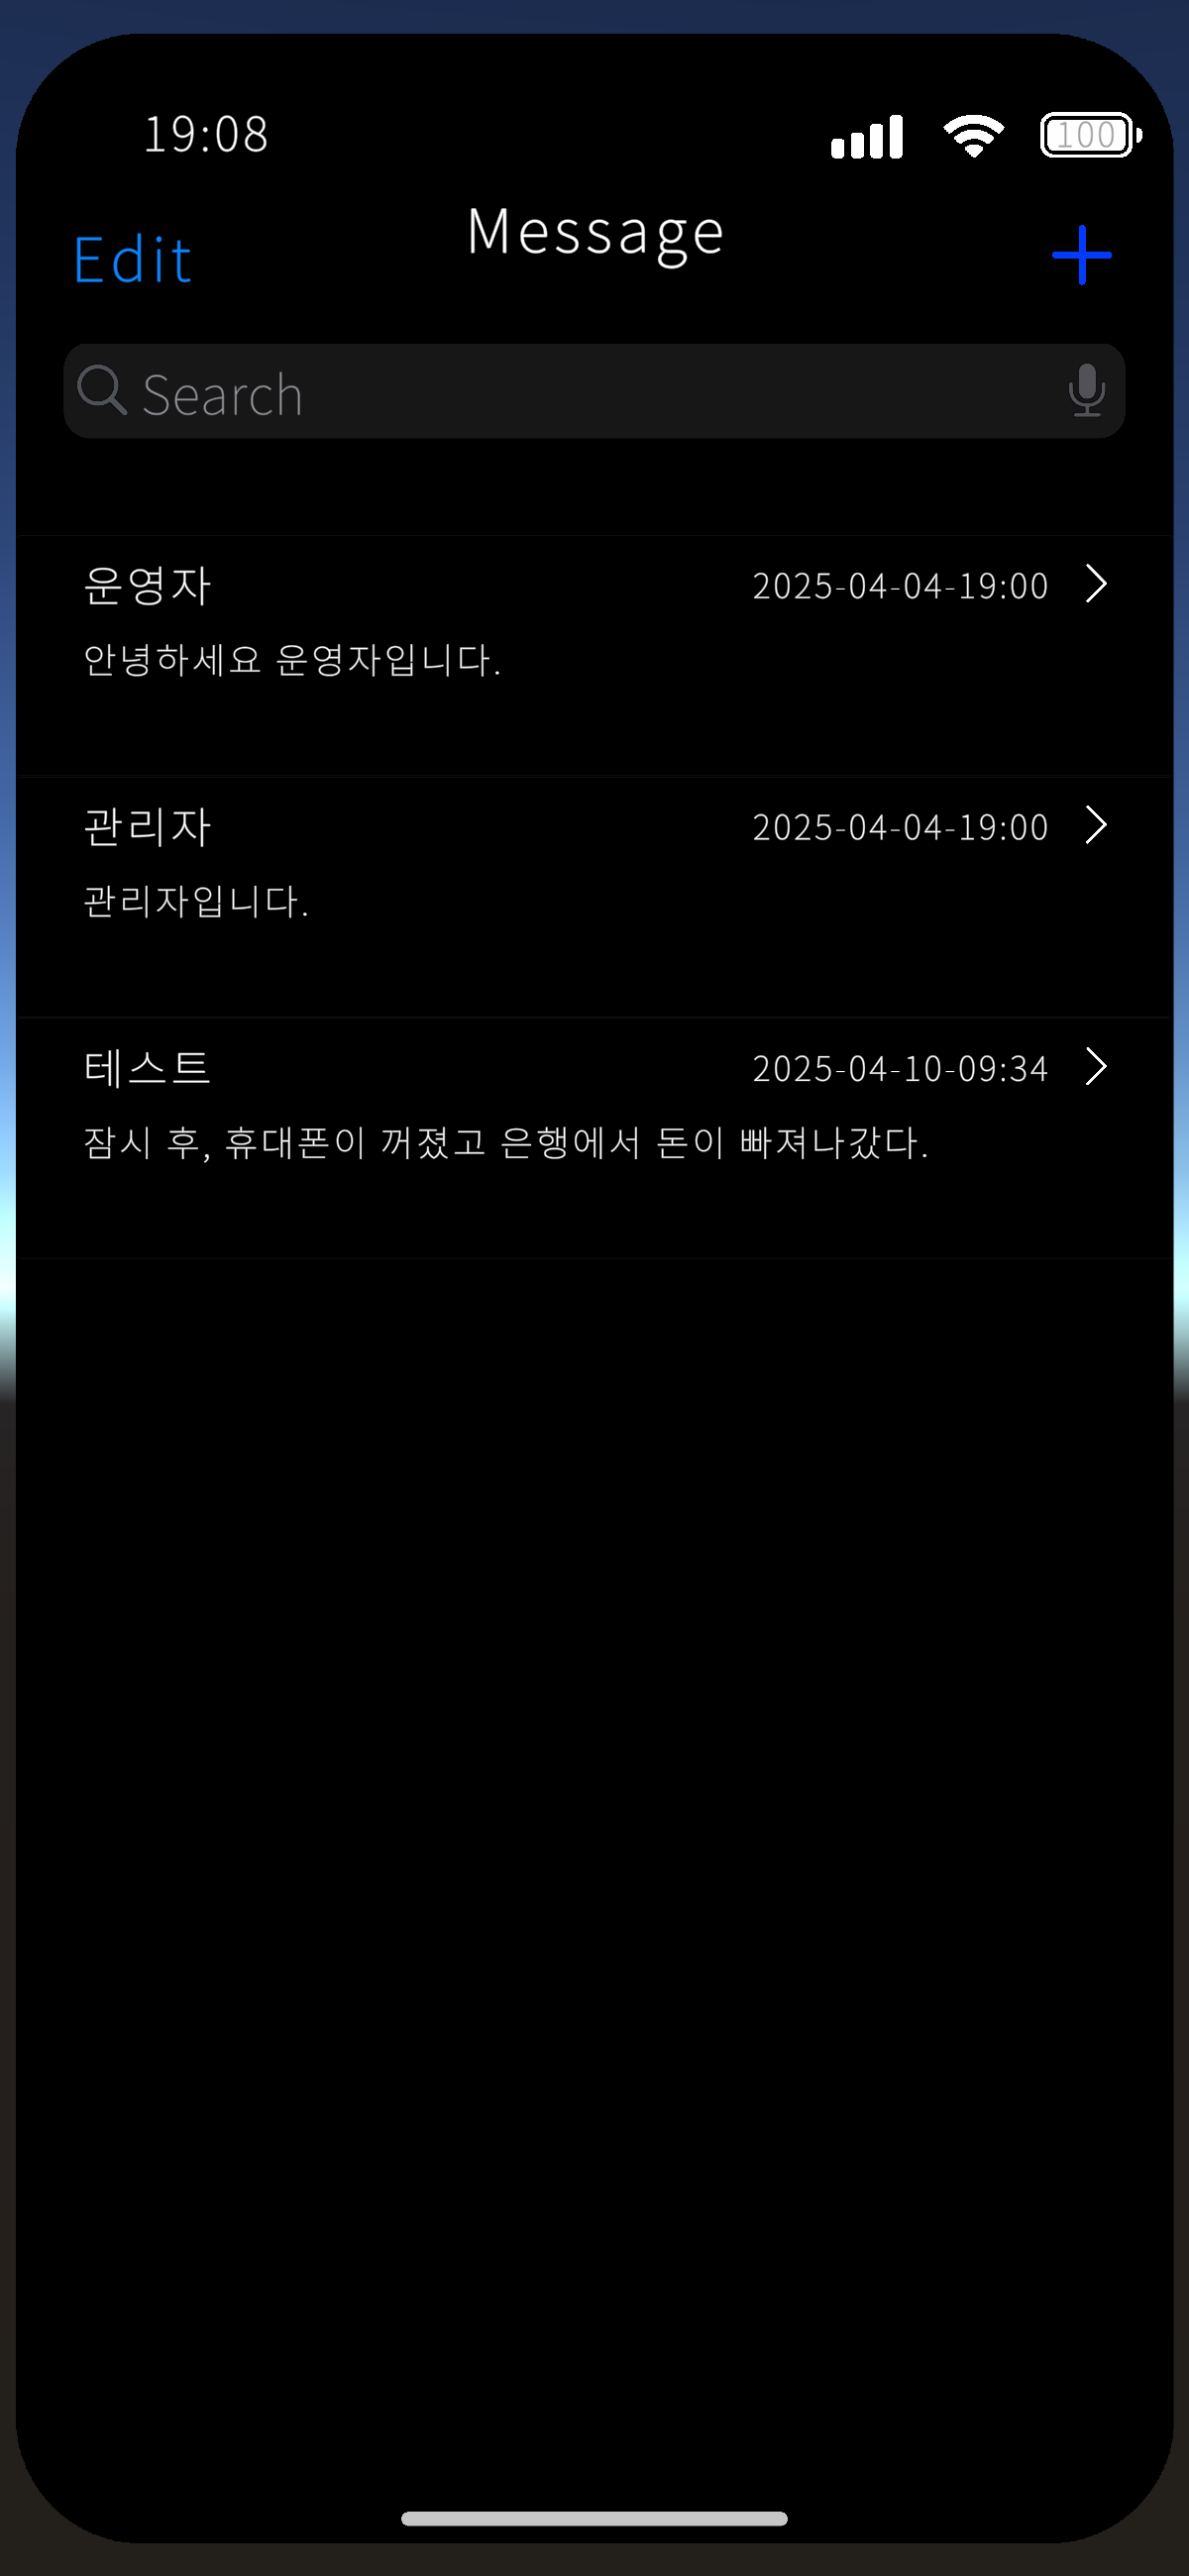 19:08
100
Edit
Message
Search
운영자
2025-04-04-19:00
안녕하세요 운영자입니다.
관리자
2025-04-04-19:00
관리자입니다.
테스트
2025-04-10-09:34
잠시 후, 휴대폰이 꺼졌고 은행에서 돈이 빠져나갔다.